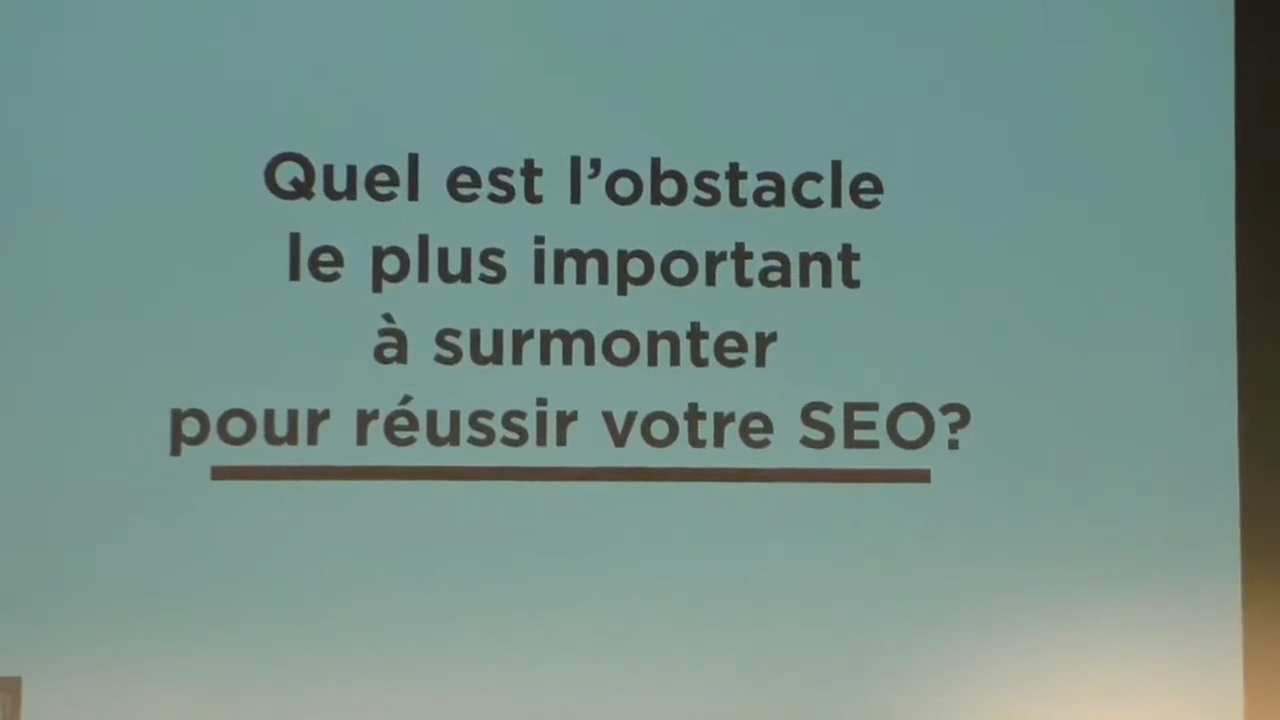 Quel est l’obstacle
le plus important
à surmonter
pour réussir votre SEO?